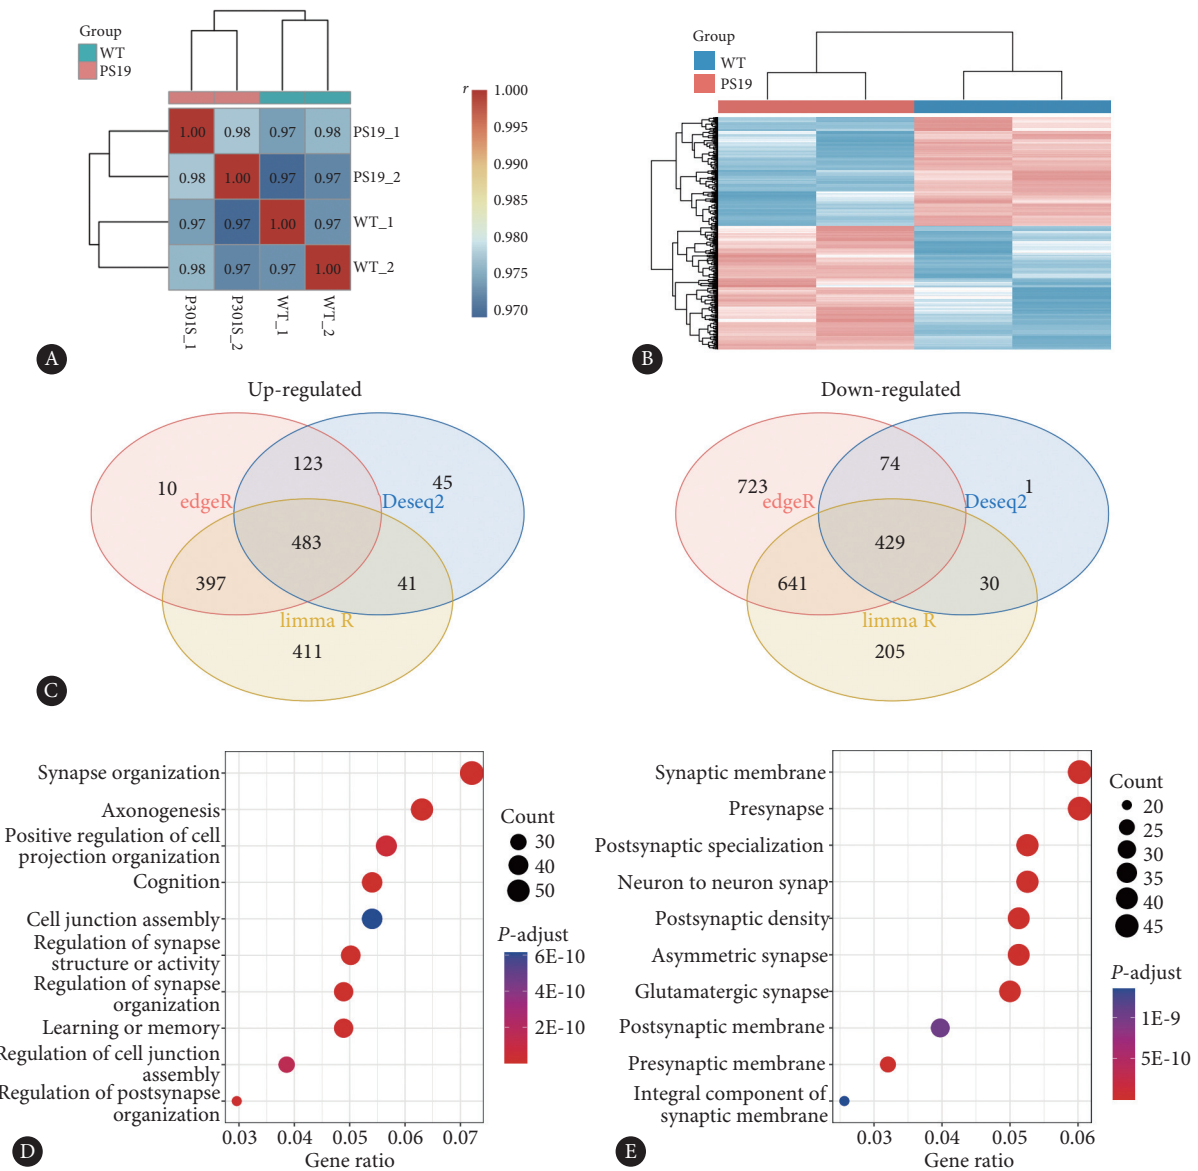 Group
WT
PS19
r
1.000
0.995
0.990
0.985
0.980
0.975
0.970
1.00 0.98 0.97 0.98 PS19_1
0.98 1.00 0.97 0.97 PS19_2
0.97 0.97 1.00 0.97 WT_1
0.98 0.97 0.97 1.00 WT_2
P301S_1 P301S_2 WT_1 WT_2
A
Group
WT
PS19
B
Up-regulated
123
10
45
edgeR
Deseq2
483
397
41
limma R
411
Down-regulated
74
723
1
edgeR
Deseq2
429
641
30
limma R
205
C
Synapse organization
Axonogenesis
Positive regulation of cell
projection organization
Cognition
Cell junction assembly
Regulation of synapse
structure or activity
Regulation of synapse
organization
Learning or memory
Regulation of cell junction
assembly
Regulation of postsynapse
organization
0.03 0.04 0.05 0.06 0.07
Gene ratio
Count
30
40
50
P-adjust
6E-10
4E-10
2E-10
D
Synaptic membrane
Presynapse
Postsynaptic specialization
Neuron to neuron synap
Postsynaptic density
Asymmetric synapse
Glutamatergic synapse
Postsynaptic membrane
Presynaptic membrane
Integral component of
synaptic membrane
0.03 0.04 0.05 0.06
Gene ratio
Count
20
25
30
35
40
45
P-adjust
1E-9
5E-10
E